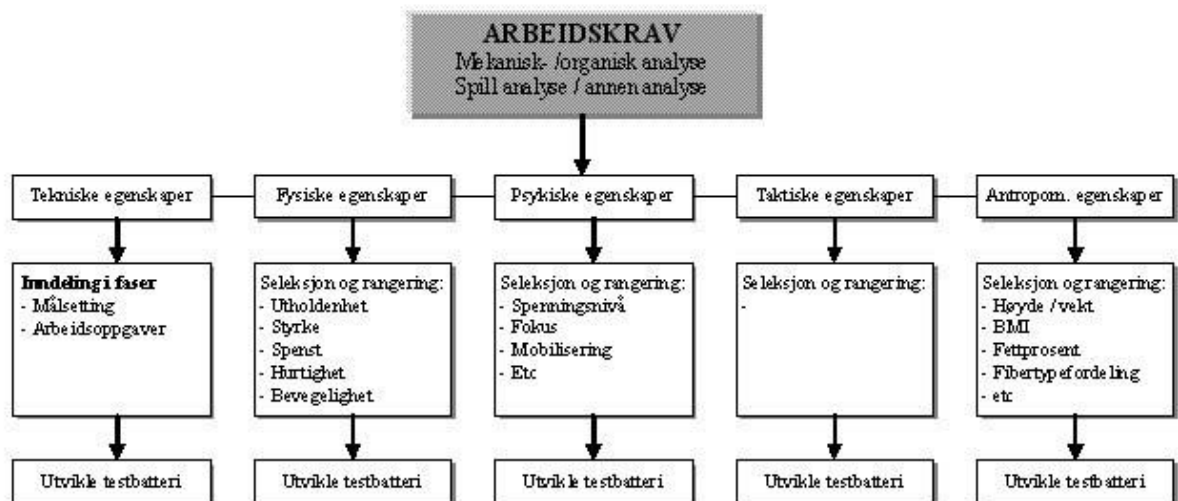 ARBEIDSKRAV
Mekanisk- /organisk analyse
Spill analyse / annen analyse
Tekniske egenskaper
Fysiske egenskaper
Psykiske egenskaper
Taktiske egenskaper
Antropom. egenskaper
Inndeling i faser
- Målsetting
- Arbeidsoppgaver
Seleksjon og rangering:
- Utholdenhet
- Styrke
- Spenst
- Hurtighet
- Bevegelighet
Seleksjon og rangering:
- Spenningsnivå
- Fokus
- Mobilisering
- Etc
Seleksjon og rangering:
-
Seleksjon og rangering:
- Høyde / vekt
- BMI
- Fettprosent
- Fibertypefordeling
- etc
Utvikle testbatteri
Utvikle testbatteri
Utvikle testbatteri
Utvikle testbatteri
Utvikle testbatteri